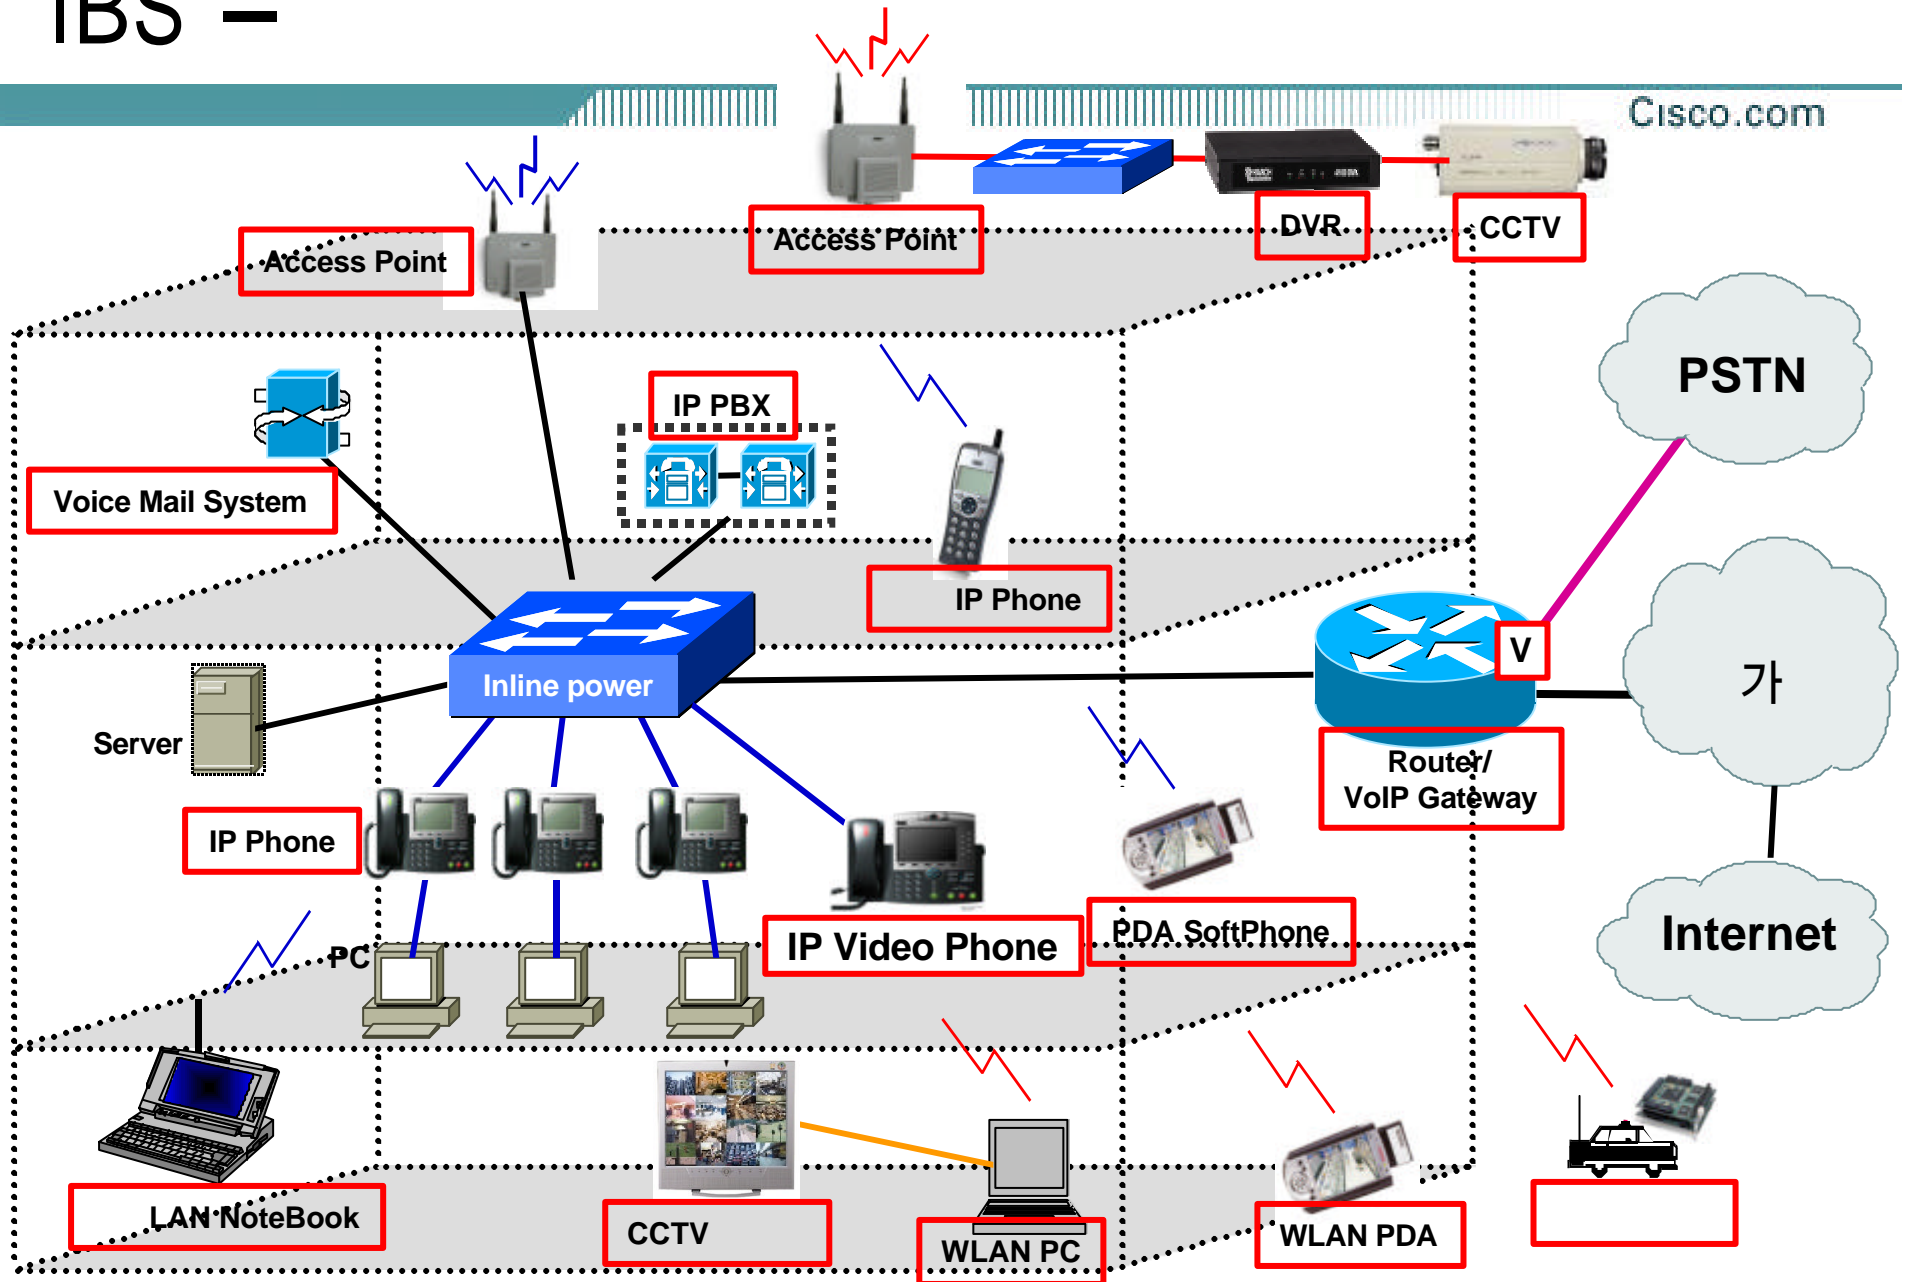 IBS –
Cisco.com
Access Point
Access Point
DVR
CCTV
PSTN
IP PBX
Voice Mail System
IP Phone
V
Inline power
가
Server
Router/
VoIP Gateway
IP Phone
PDA SoftPhone
IP Video Phone
Internet
PC
LAN NoteBook
CCTV
WLAN PC
WLAN PDA